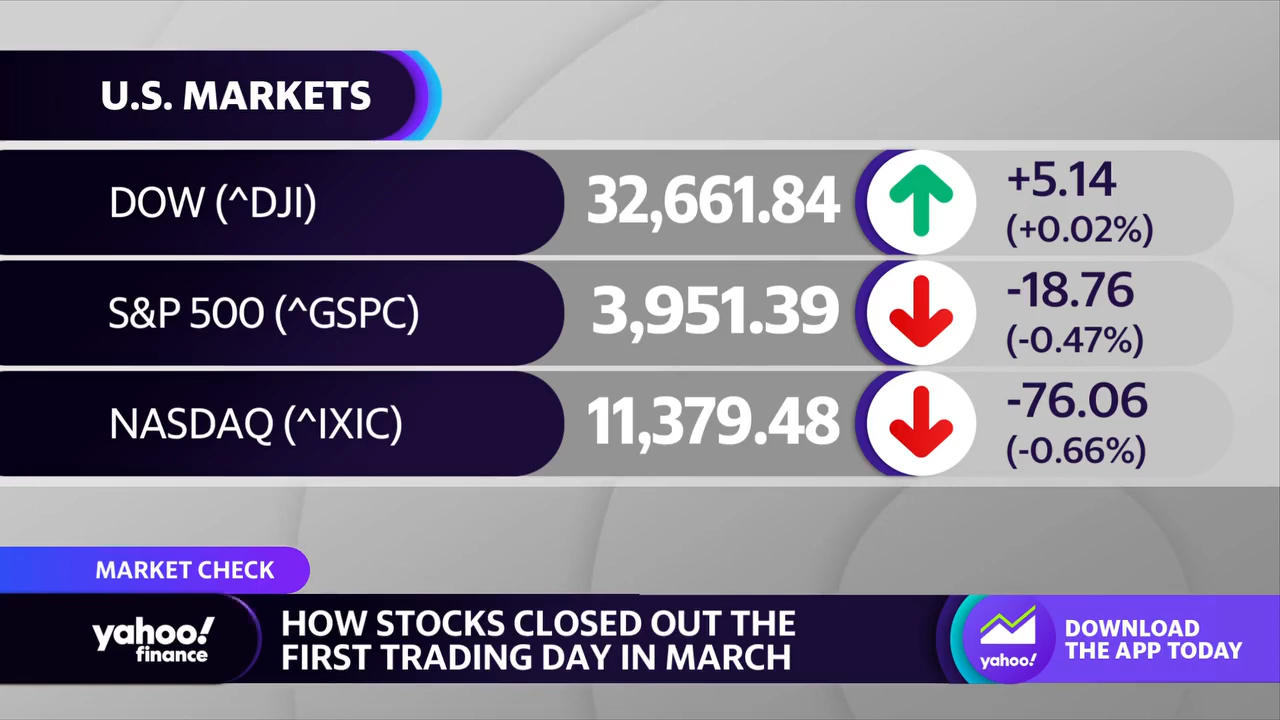 U.S. MARKETS
DOW (^DJI) 32,661.84 +5.14
(+0.02%)
S&P 500 (^GSPC) 3,951.39 -18.76
(-0.47%)
NASDAQ (^IXIC) 11,379.48 -76.06
(-0.66%)
MARKET CHECK
yahoo!
finance
HOW STOCKS CLOSED OUT THE
FIRST TRADING DAY IN MARCH
yahoo!
DOWNLOAD
THE APP TODAY